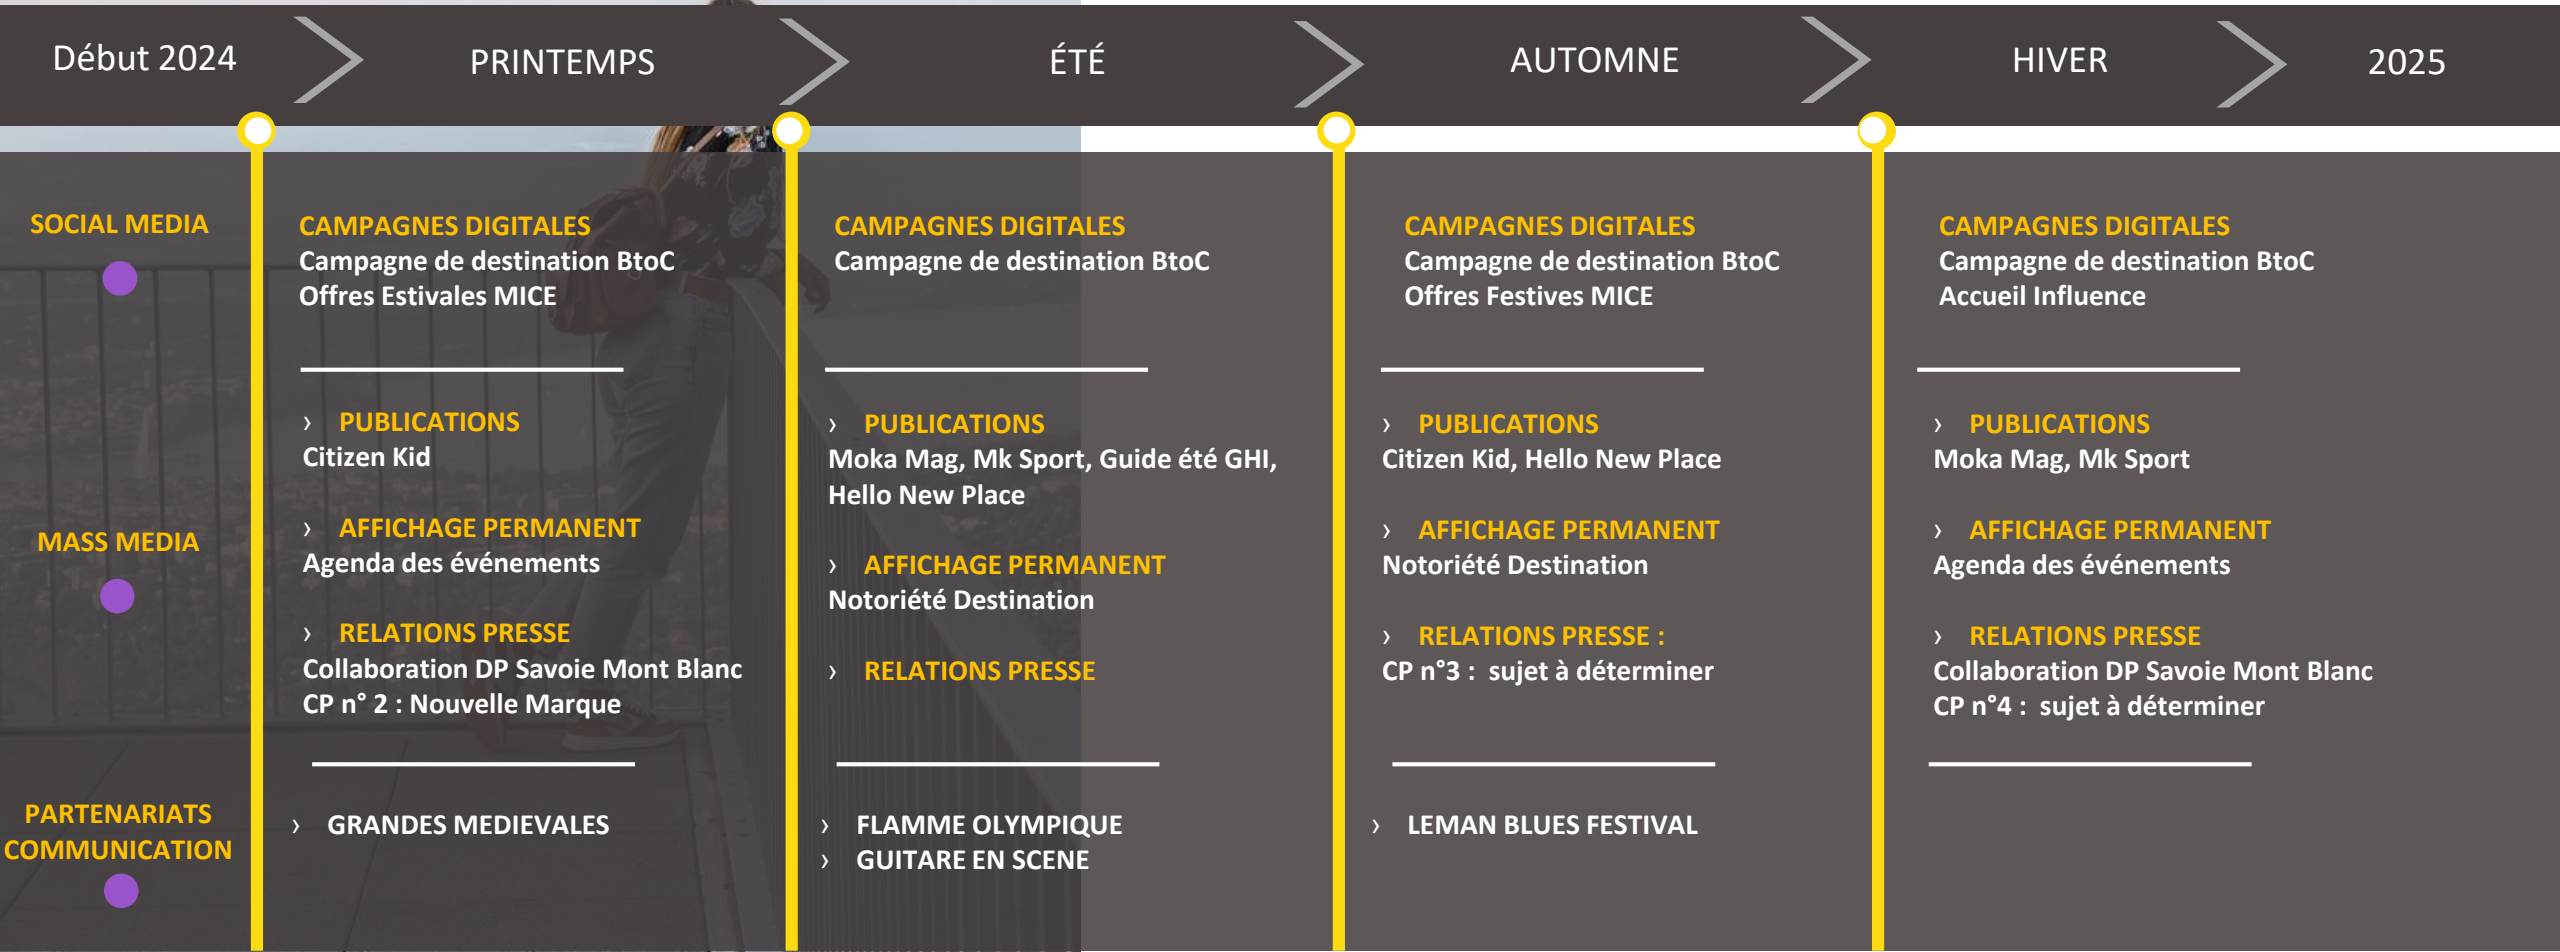 Début 2024
PRINTEMPS
ÉTÉ
AUTOMNE
HIVER
2025
SOCIAL MEDIA
CAMPAGNES DIGITALES
Campagne de destination BtoC
Offres Estivales MICE
CAMPAGNES DIGITALES
Campagne de destination BtoC
CAMPAGNES DIGITALES
Campagne de destination BtoC
Offres Festives MICE
CAMPAGNES DIGITALES
Campagne de destination BtoC
Accueil Influence
MASS MEDIA
› PUBLICATIONS
Citizen Kid
› AFFICHAGE PERMANENT
Agenda des événements
› RELATIONS PRESSE
Collaboration DP Savoie Mont Blanc
CP n° 2 : Nouvelle Marque
› PUBLICATIONS
Moka Mag, Mk Sport, Guide été GHI,
Hello New Place
› AFFICHAGE PERMANENT
Notoriété Destination
› RELATIONS PRESSE
› PUBLICATIONS
Citizen Kid, Hello New Place
› AFFICHAGE PERMANENT
Notoriété Destination
› RELATIONS PRESSE :
CP n°3 : sujet à déterminer
› PUBLICATIONS
Moka Mag, Mk Sport
› AFFICHAGE PERMANENT
Agenda des événements
› RELATIONS PRESSE
Collaboration DP Savoie Mont Blanc
CP n°4 : sujet à déterminer
PARTENARIATS
COMMUNICATION
› GRANDES MEDIEVALES
› FLAMME OLYMPIQUE
› GUITARE EN SCENE
› LEMAN BLUES FESTIVAL